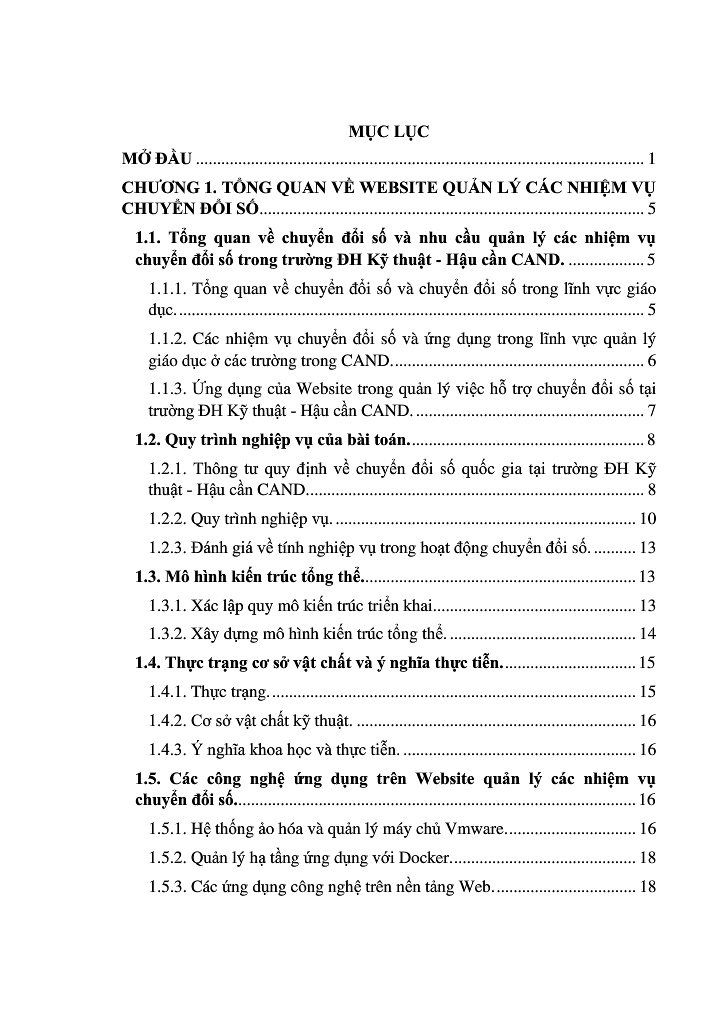 MỤC LỤC
MỞ ĐẦU ........................................................................................................... 1
CHƯƠNG 1. TỔNG QUAN VỀ WEBSITE QUẢN LÝ CÁC NHIỆM VỤ
CHUYỂN ĐỔI SỐ............................................................................................ 5
1.1. Tổng quan về chuyển đổi số và nhu cầu quản lý các nhiệm vụ
chuyển đổi số trong trường ĐH Kỹ thuật - Hậu cần CAND. .................. 5
1.1.1. Tổng quan về chuyển đổi số và chuyển đổi số trong lĩnh vực giáo
dục. ............................................................................................................... 5
1.1.2. Các nhiệm vụ chuyển đổi số và ứng dụng trong lĩnh vực quản lý
giáo dục ở các trường trong CAND. ............................................................ 6
1.1.3. Ứng dụng của Website trong quản lý việc hỗ trợ chuyển đổi số tại
trường ĐH Kỹ thuật - Hậu cần CAND. ....................................................... 7
1.2. Quy trình nghiệp vụ của bài toán. ........................................................ 8
1.2.1. Thông tư quy định về chuyển đổi số quốc gia tại trường ĐH Kỹ
thuật - Hậu cần CAND................................................................................. 8
1.2.2. Quy trình nghiệp vụ. ........................................................................ 10
1.2.3. Đánh giá về tính nghiệp vụ trong hoạt động chuyển đổi số. .......... 13
1.3. Mô hình kiến trúc tổng thể................................................................. 13
1.3.1. Xác lập quy mô kiến trúc triển khai................................................. 13
1.3.2. Xây dựng mô hình kiến trúc tổng thể. ............................................. 14
1.4. Thực trạng cơ sở vật chất và ý nghĩa thực tiễn. ............................... 15
1.4.1. Thực trạng. ....................................................................................... 15
1.4.2. Cơ sở vật chất kỹ thuật. ................................................................... 16
1.4.3. Ý nghĩa khoa học và thực tiễn. ........................................................ 16
1.5. Các công nghệ ứng dụng trên Website quản lý các nhiệm vụ
chuyển đổi số............................................................................................... 16
1.5.1. Hệ thống ảo hóa và quản lý máy chủ Vmware. ............................... 16
1.5.2. Quản lý hạ tầng ứng dụng với Docker. ............................................ 18
1.5.3. Các ứng dụng công nghệ trên nền tảng Web. .................................. 18